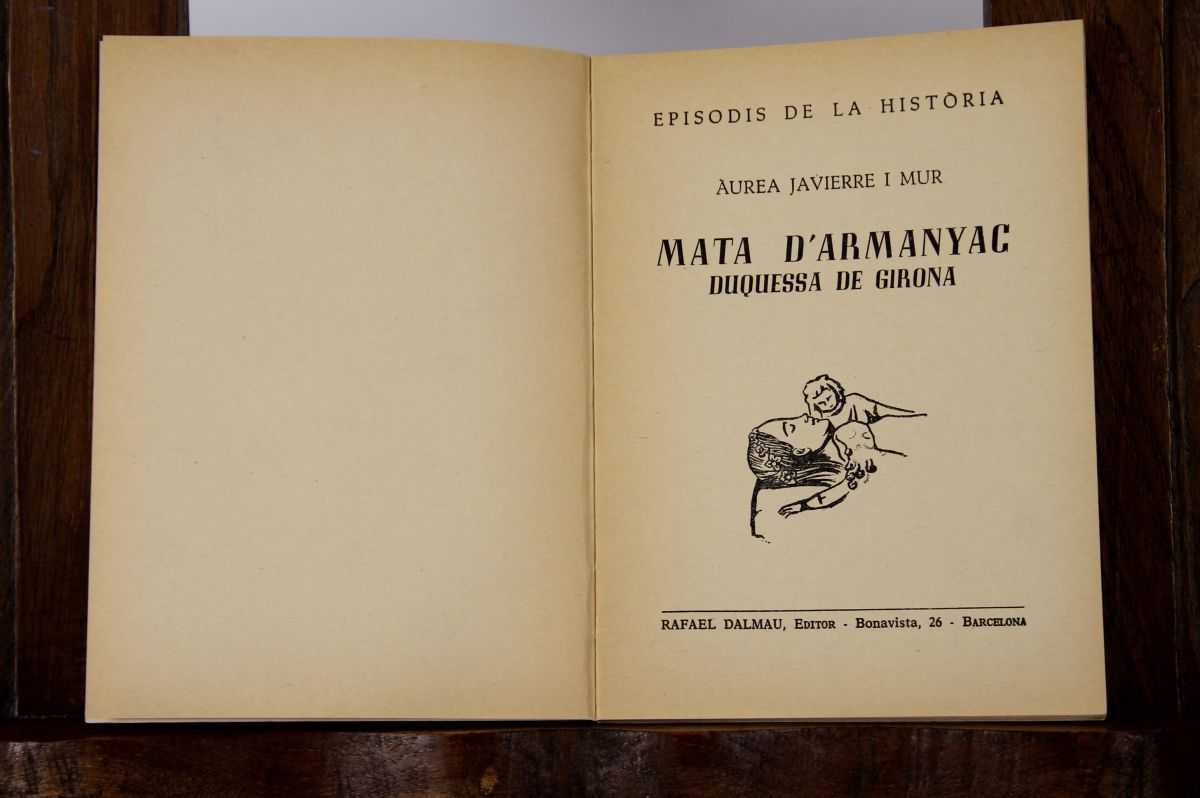 EPISODIS DE LA HISTÒRIA
ÀUREA JAVIERRE I MUR
MATA D'ARMANYAC
DUQUESSA DE GIRONA
RAFAEL DALMAU, EDITOR - Bonavista, 26 - BARCELONA